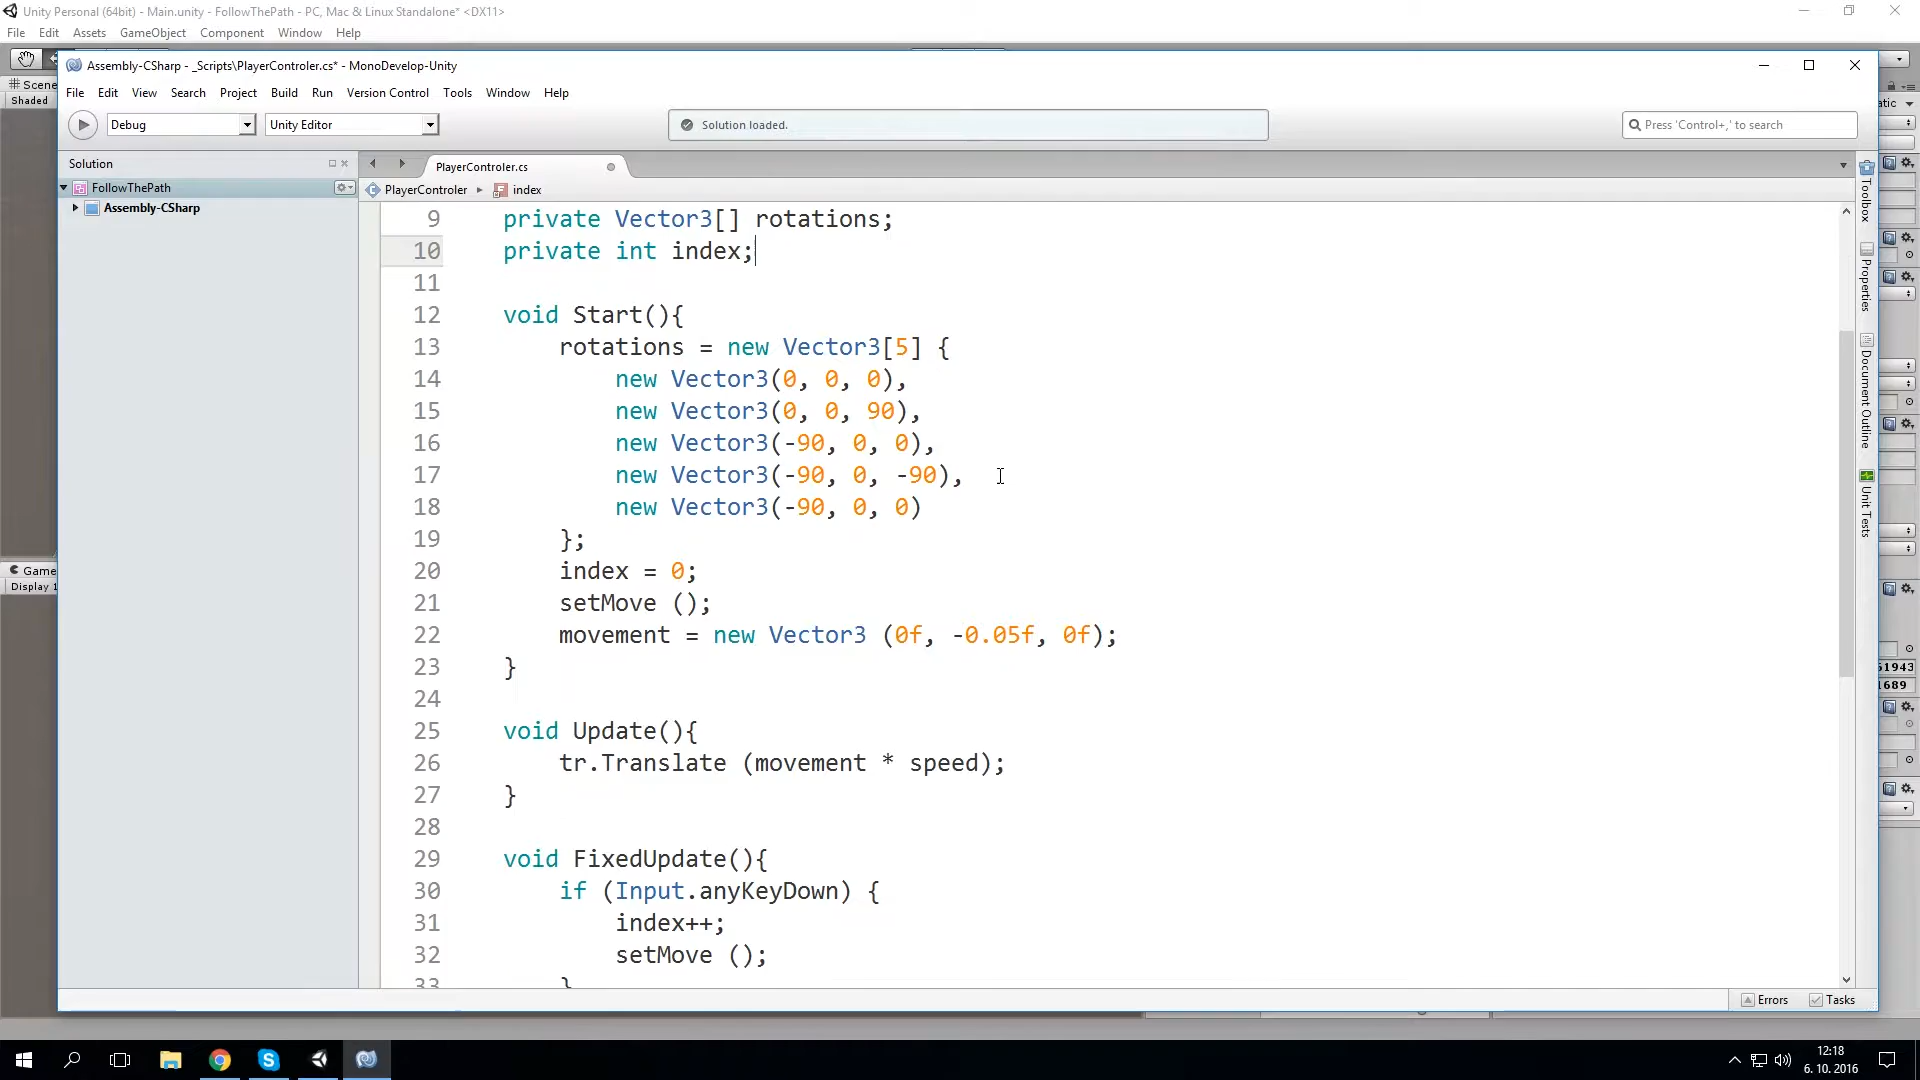 Unity Personal (64bit) - Main.unity - FollowThePath - PC, Mac & Linux Standalone* <DX11>
File Edit Assets GameObject Component Window Help
Assembly-CSharp - _Scripts\PlayerControler.cs* - MonoDevelop-Unity
File Edit View Search Project Build Run Version Control Tools Window Help
Debug Unity Editor Solution loaded. Press 'Control+,' to search
Scene
Shaded
Solution
FollowThePath
Assembly-CSharp
Game
Display 1
PlayerControler.cs
PlayerControler index
9 private Vector3[] rotations;
10 private int index;
11
12 void Start(){
13 rotations = new Vector3[5] {
14 new Vector3(0, 0, 0),
15 new Vector3(0, 0, 90),
16 new Vector3(-90, 0, 0),
17 new Vector3(-90, 0, -90),
18 new Vector3(-90, 0, 0)
19 };
20 index = 0;
21 setMove ();
22 movement = new Vector3 (0f, -0.05f, 0f);
23 }
24
25 void Update(){
26 tr.Translate (movement * speed);
27 }
28
29 void FixedUpdate(){
30 if (Input.anyKeyDown) {
31 index++;
32 setMove ();
33 }
Toolbox
Properties
Document Outline
Unit Tests
atic
61943
1689
Errors Tasks
12:18
6. 10. 2016